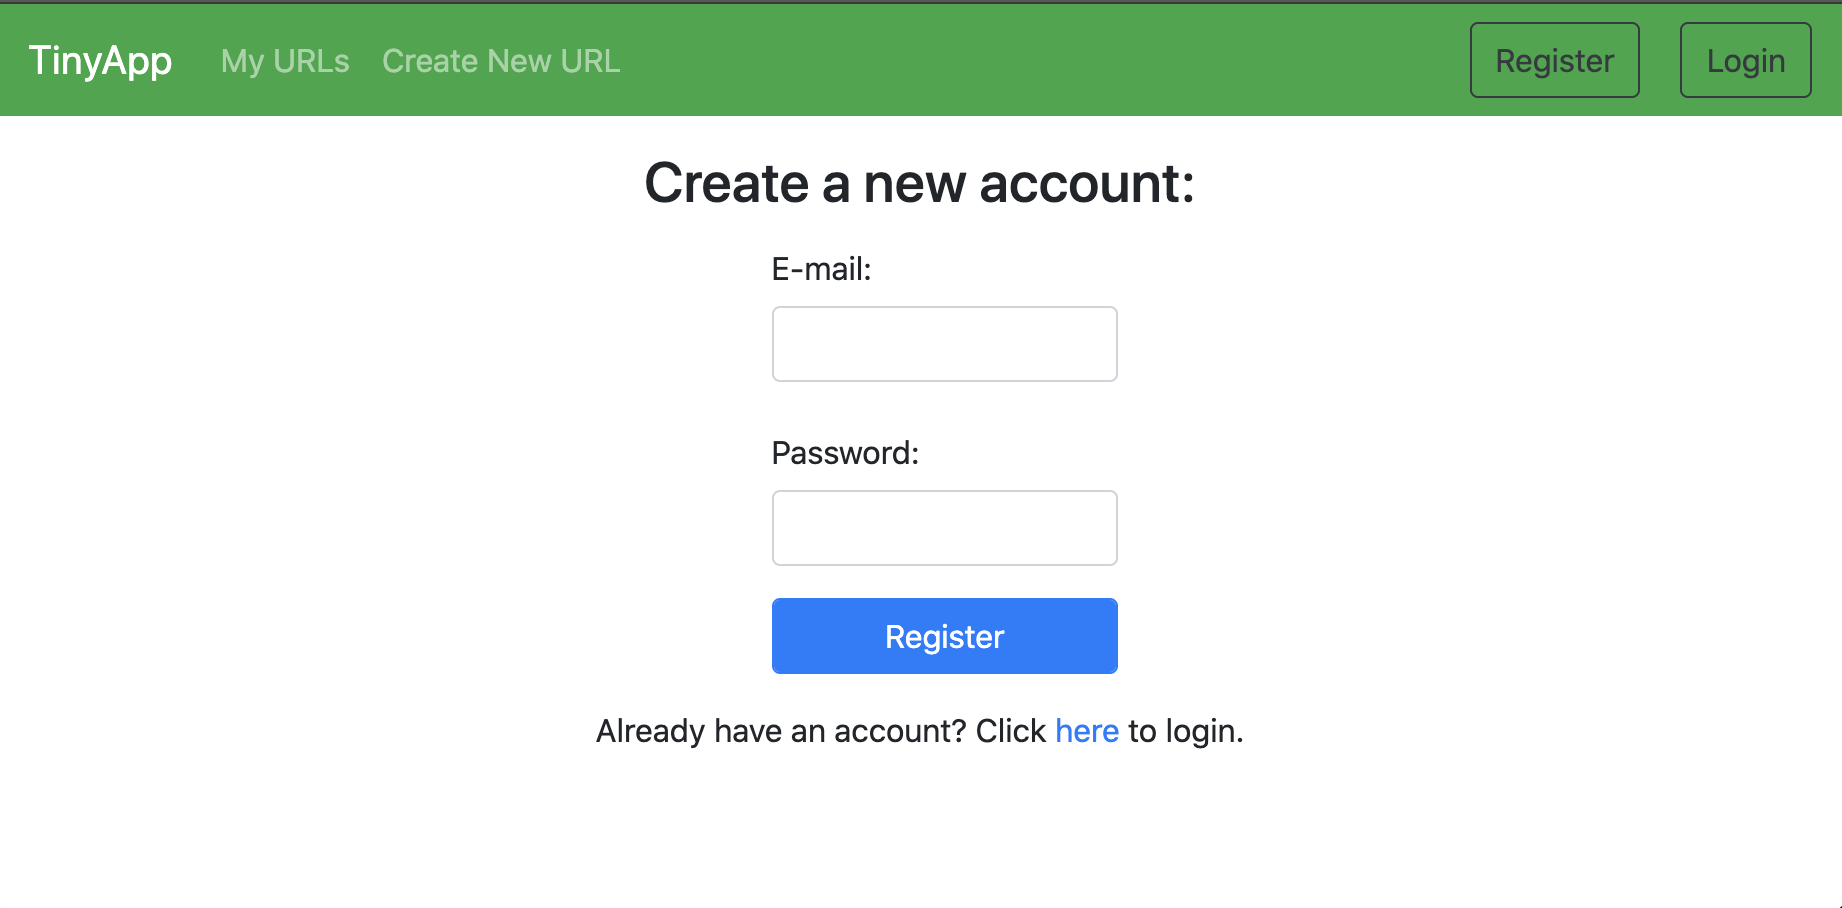 TinyApp My URLs Create New URL Register Login
Create a new account:
E-mail:
Password:
Register
Already have an account? Click here to login.